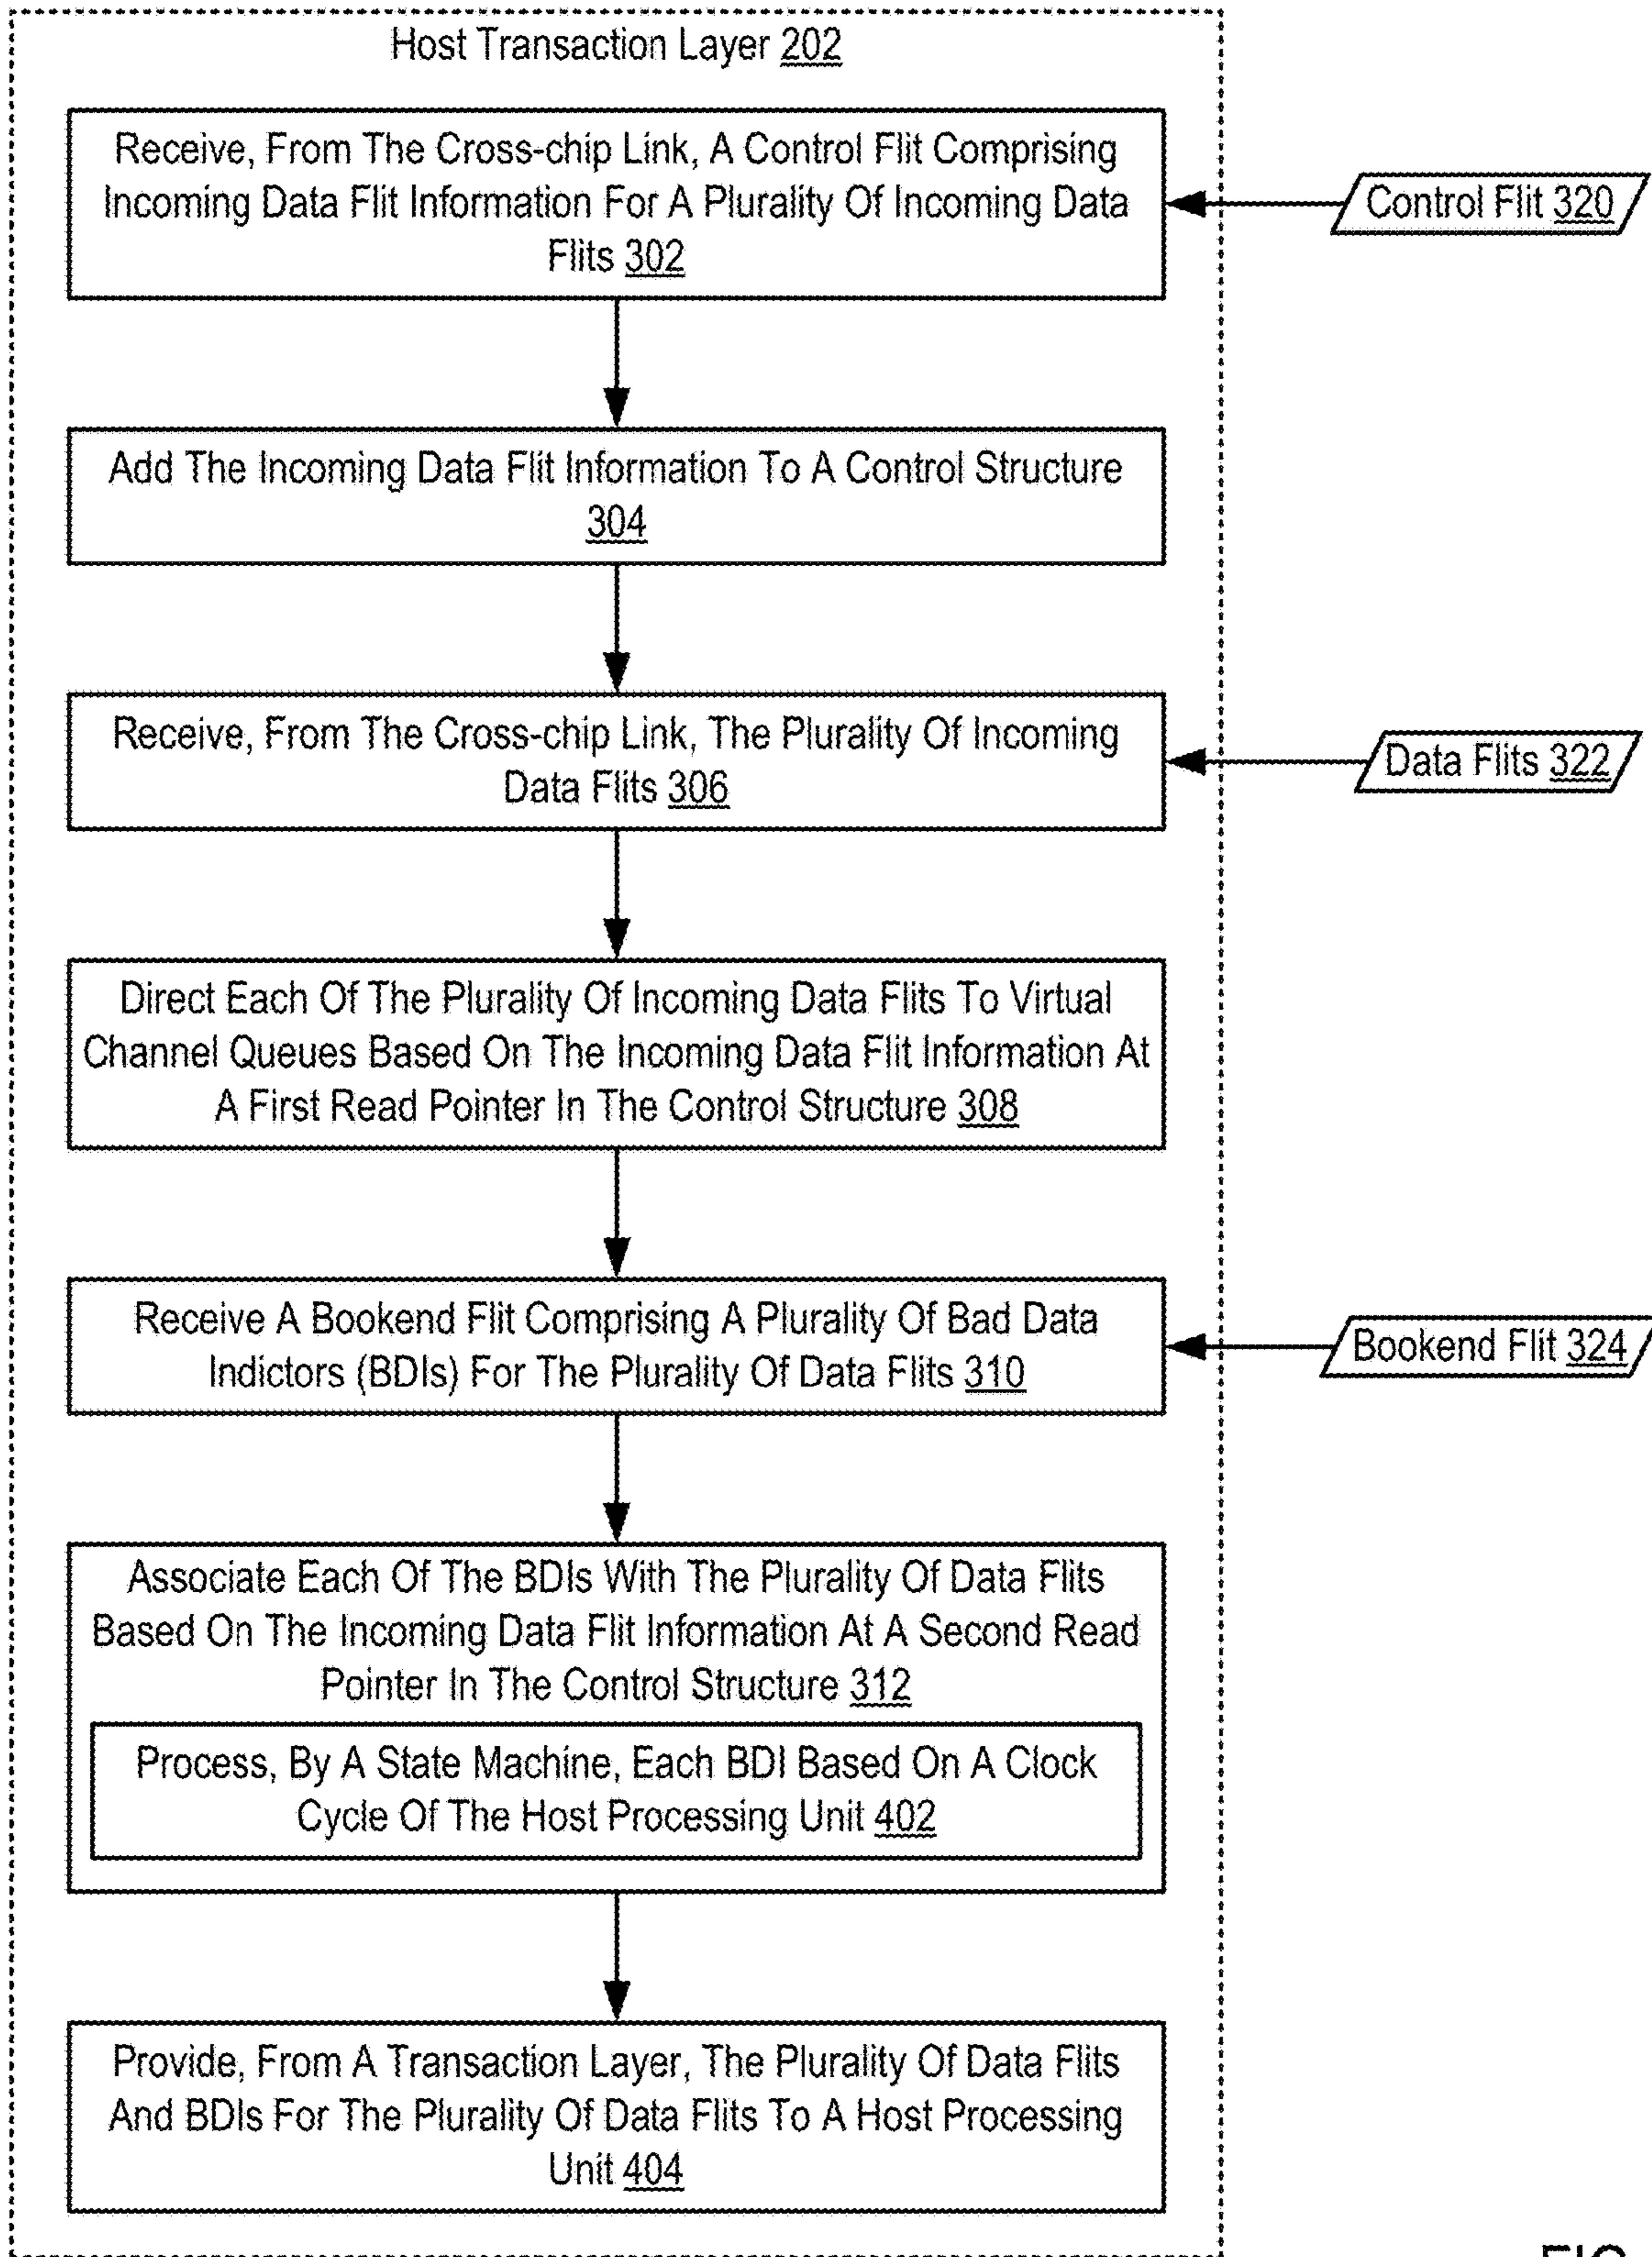 Host Transaction Layer 202
Receive, From The Cross-chip Link, A Control Flit Comprising
Incoming Data Flit Information For A Plurality Of Incoming Data
Flits 302
Control Flit 320
Add The Incoming Data Flit Information To A Control Structure
304
Receive, From The Cross-chip Link, The Plurality Of Incoming
Data Flits 306
Data Flits 322
Direct Each Of The Plurality Of Incoming Data Flits To Virtual
Channel Queues Based On The Incoming Data Flit Information At
A First Read Pointer In The Control Structure 308
Receive A Bookend Flit Comprising A Plurality Of Bad Data
Indictors (BDIs) For The Plurality Of Data Flits 310
Bookend Flit 324
Associate Each Of The BDIs With The Plurality Of Data Flits
Based On The Incoming Data Flit Information At A Second Read
Pointer In The Control Structure 312
Process, By A State Machine, Each BDI Based On A Clock
Cycle Of The Host Processing Unit 402
Provide, From A Transaction Layer, The Plurality Of Data Flits
And BDIs For The Plurality Of Data Flits To A Host Processing
Unit 404
FIG